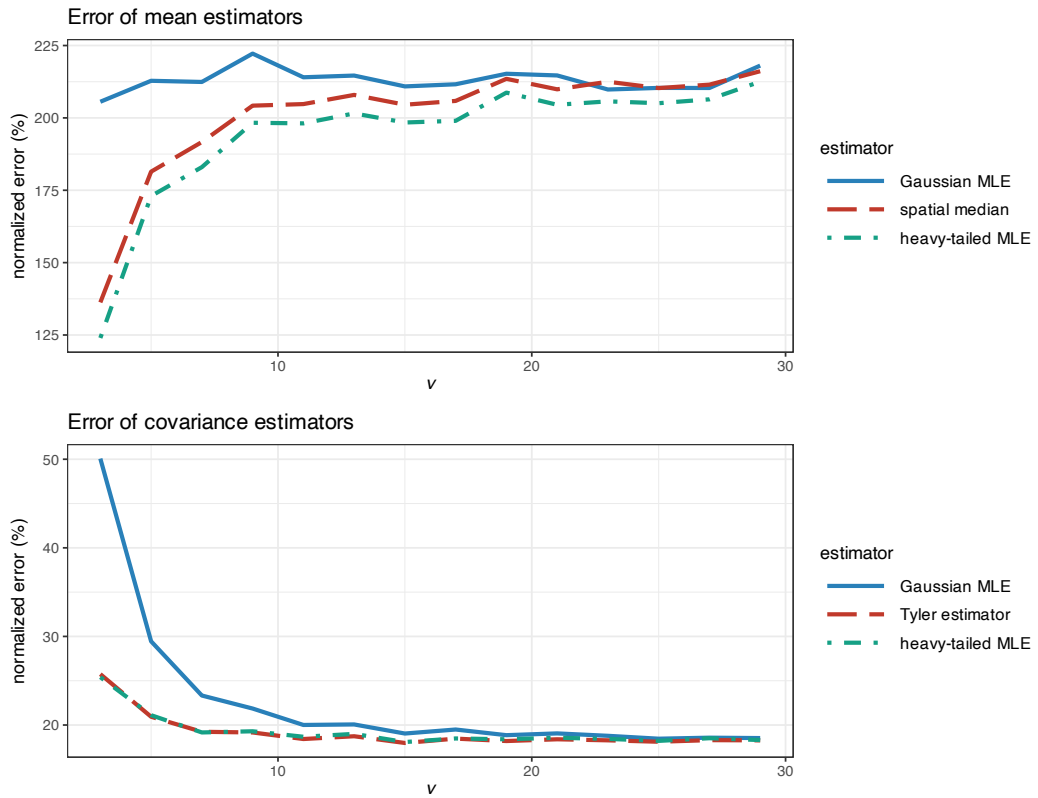 Error of mean estimators
225
200
175
150
125
normalized error (%)
10
20
30
ν
estimator
Gaussian MLE
spatial median
heavy-tailed MLE
Error of covariance estimators
50
40
30
20
normalized error (%)
10
20
30
ν
estimator
Gaussian MLE
Tyler estimator
heavy-tailed MLE